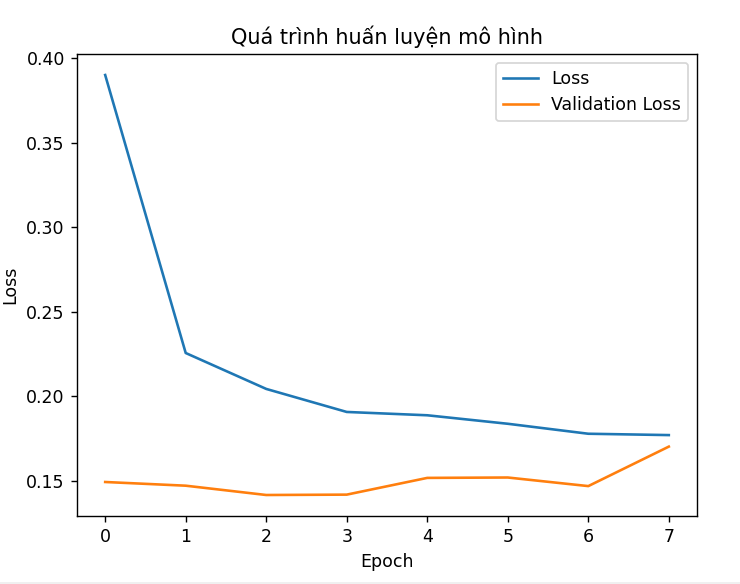 Quá trình huấn luyện mô hình
Loss
Validation Loss
0.40
0.35
0.30
0.25
0.20
0.15
Loss
0 1 2 3 4 5 6 7
Epoch